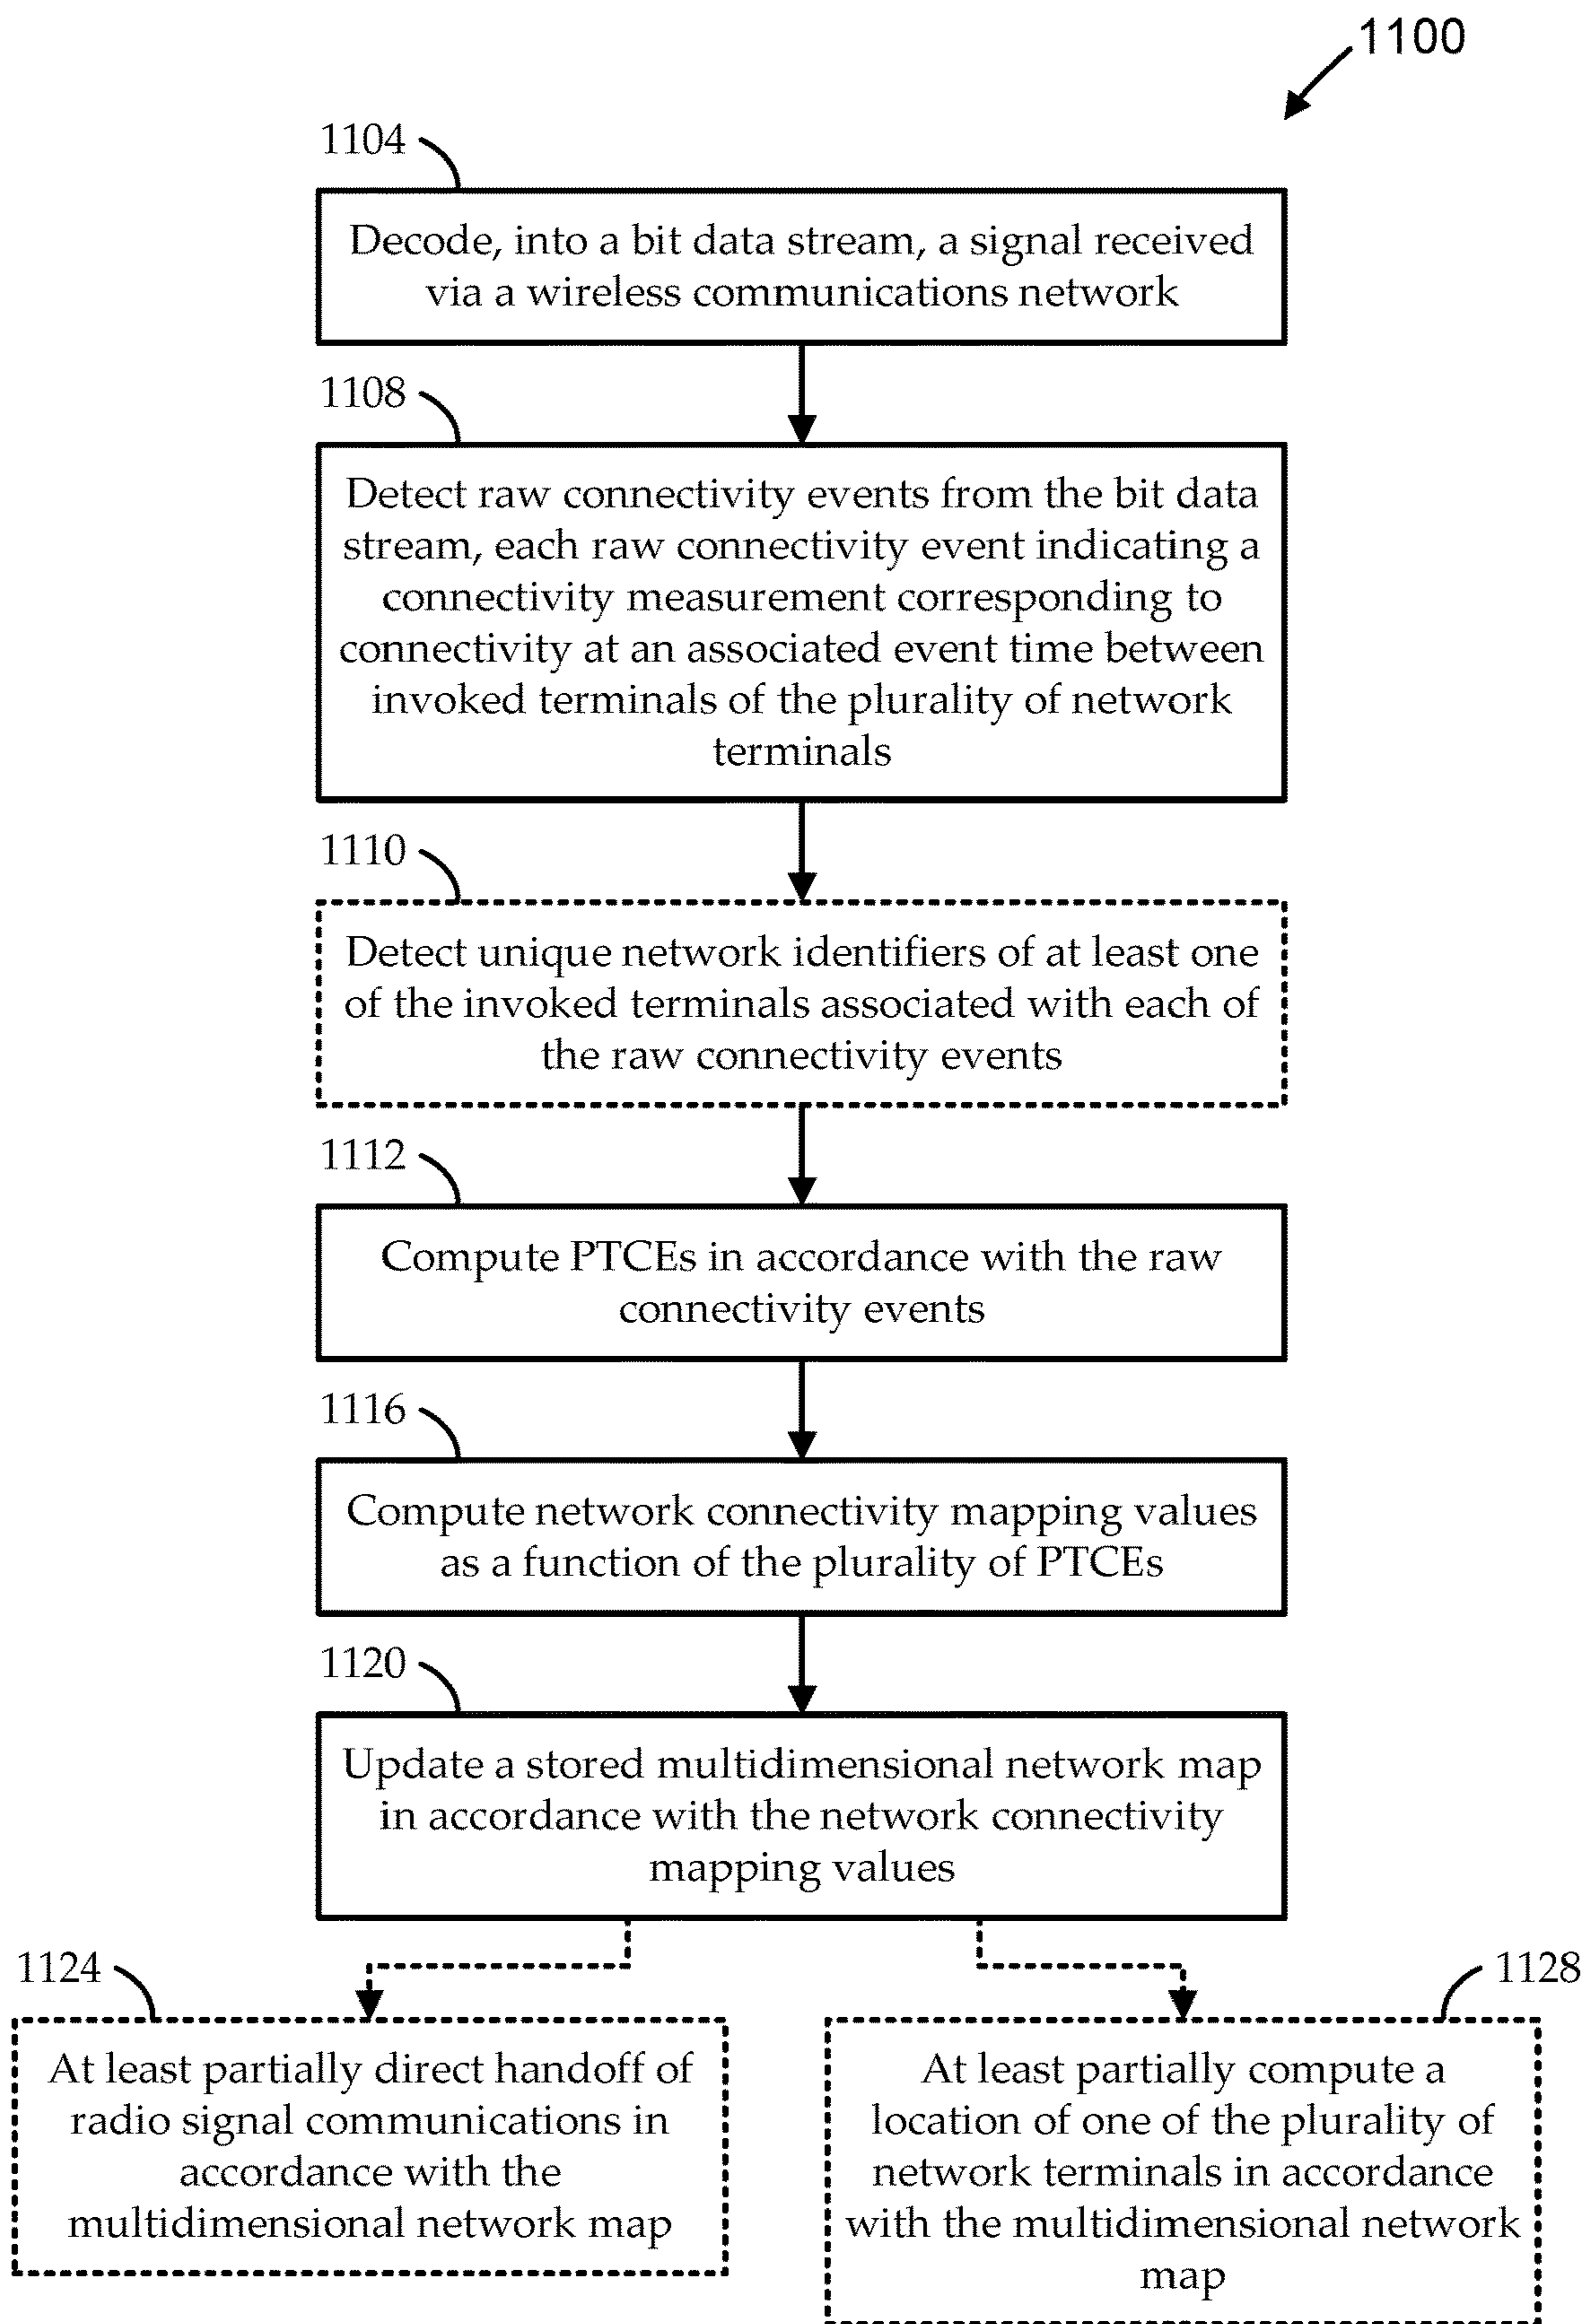 1100
1104
Decode, into a bit data stream, a signal received
via a wireless communications network
1108
Detect raw connectivity events from the bit data
stream, each raw connectivity event indicating a
connectivity measurement corresponding to
connectivity at an associated event time between
invoked terminals of the plurality of network
terminals
1110
Detect unique network identifiers of at least one
of the invoked terminals associated with each of
the raw connectivity events
1112
Compute PTCEs in accordance with the raw
connectivity events
1116
Compute network connectivity mapping values
as a function of the plurality of PTCEs
1120
Update a stored multidimensional network map
in accordance with the network connectivity
mapping values
1124
At least partially direct handoff of
radio signal communications in
accordance with the
multidimensional network map
1128
At least partially compute a
location of one of the plurality of
network terminals in accordance
with the multidimensional network
map